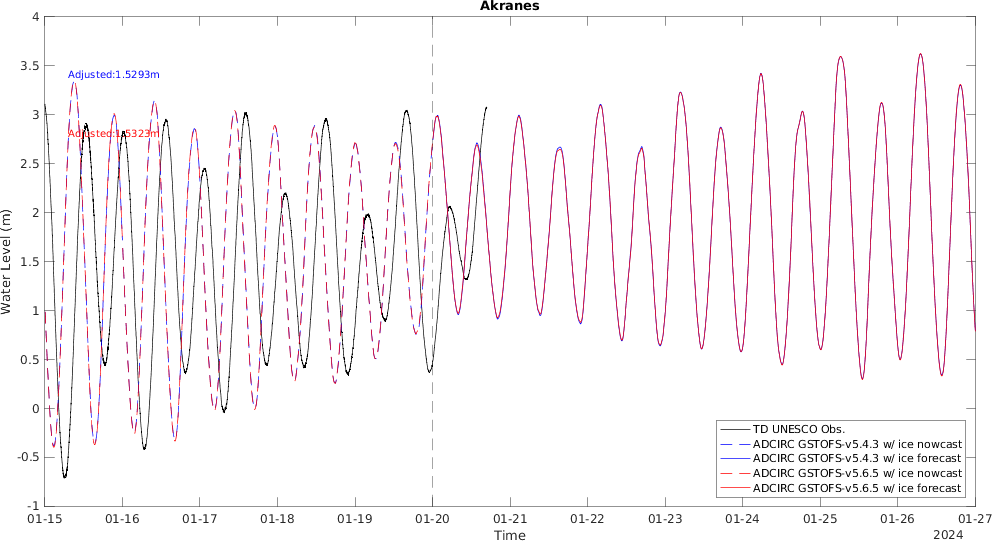 Akranes
4
3.5
3
2.5
2
1.5
1
0.5
0
-0.5
-1
Water Level (m)
Adjusted:1.5293m
Adjusted:1.5323m
TD UNESCO Obs.
ADCIRC GSTOFS-v5.4.3 w/ ice nowcast
ADCIRC GSTOFS-v5.4.3 w/ ice forecast
ADCIRC GSTOFS-v5.6.5 w/ ice nowcast
ADCIRC GSTOFS-v5.6.5 w/ ice forecast
01-15 01-16 01-17 01-18 01-19 01-20 01-21 01-22 01-23 01-24 01-25 01-26 01-27
Time
2024